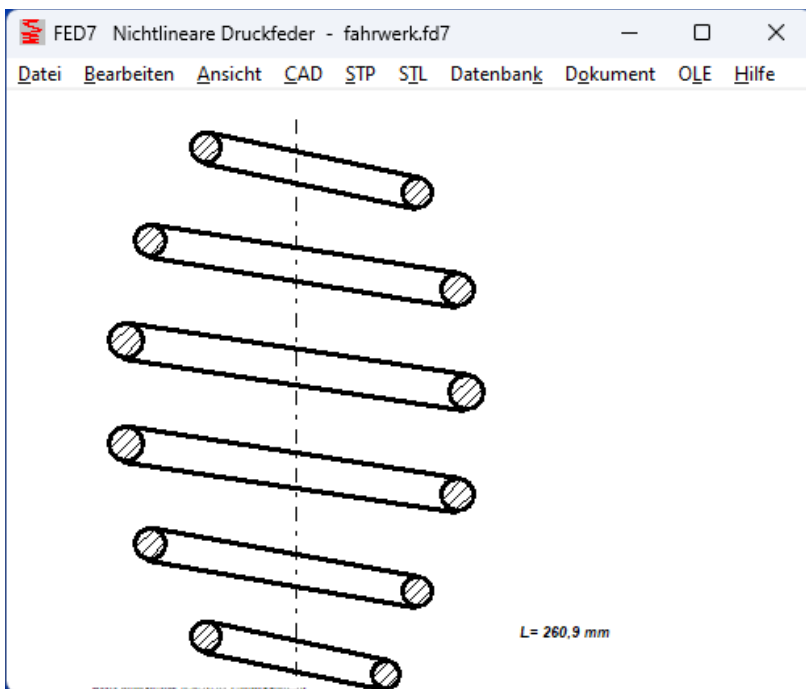 FED7 Nichtlineare Druckfeder - fahrwerk.fd7
Datei Bearbeiten Ansicht CAD STP STL Datenbank Dokument OLE Hilfe
L= 260,9 mm